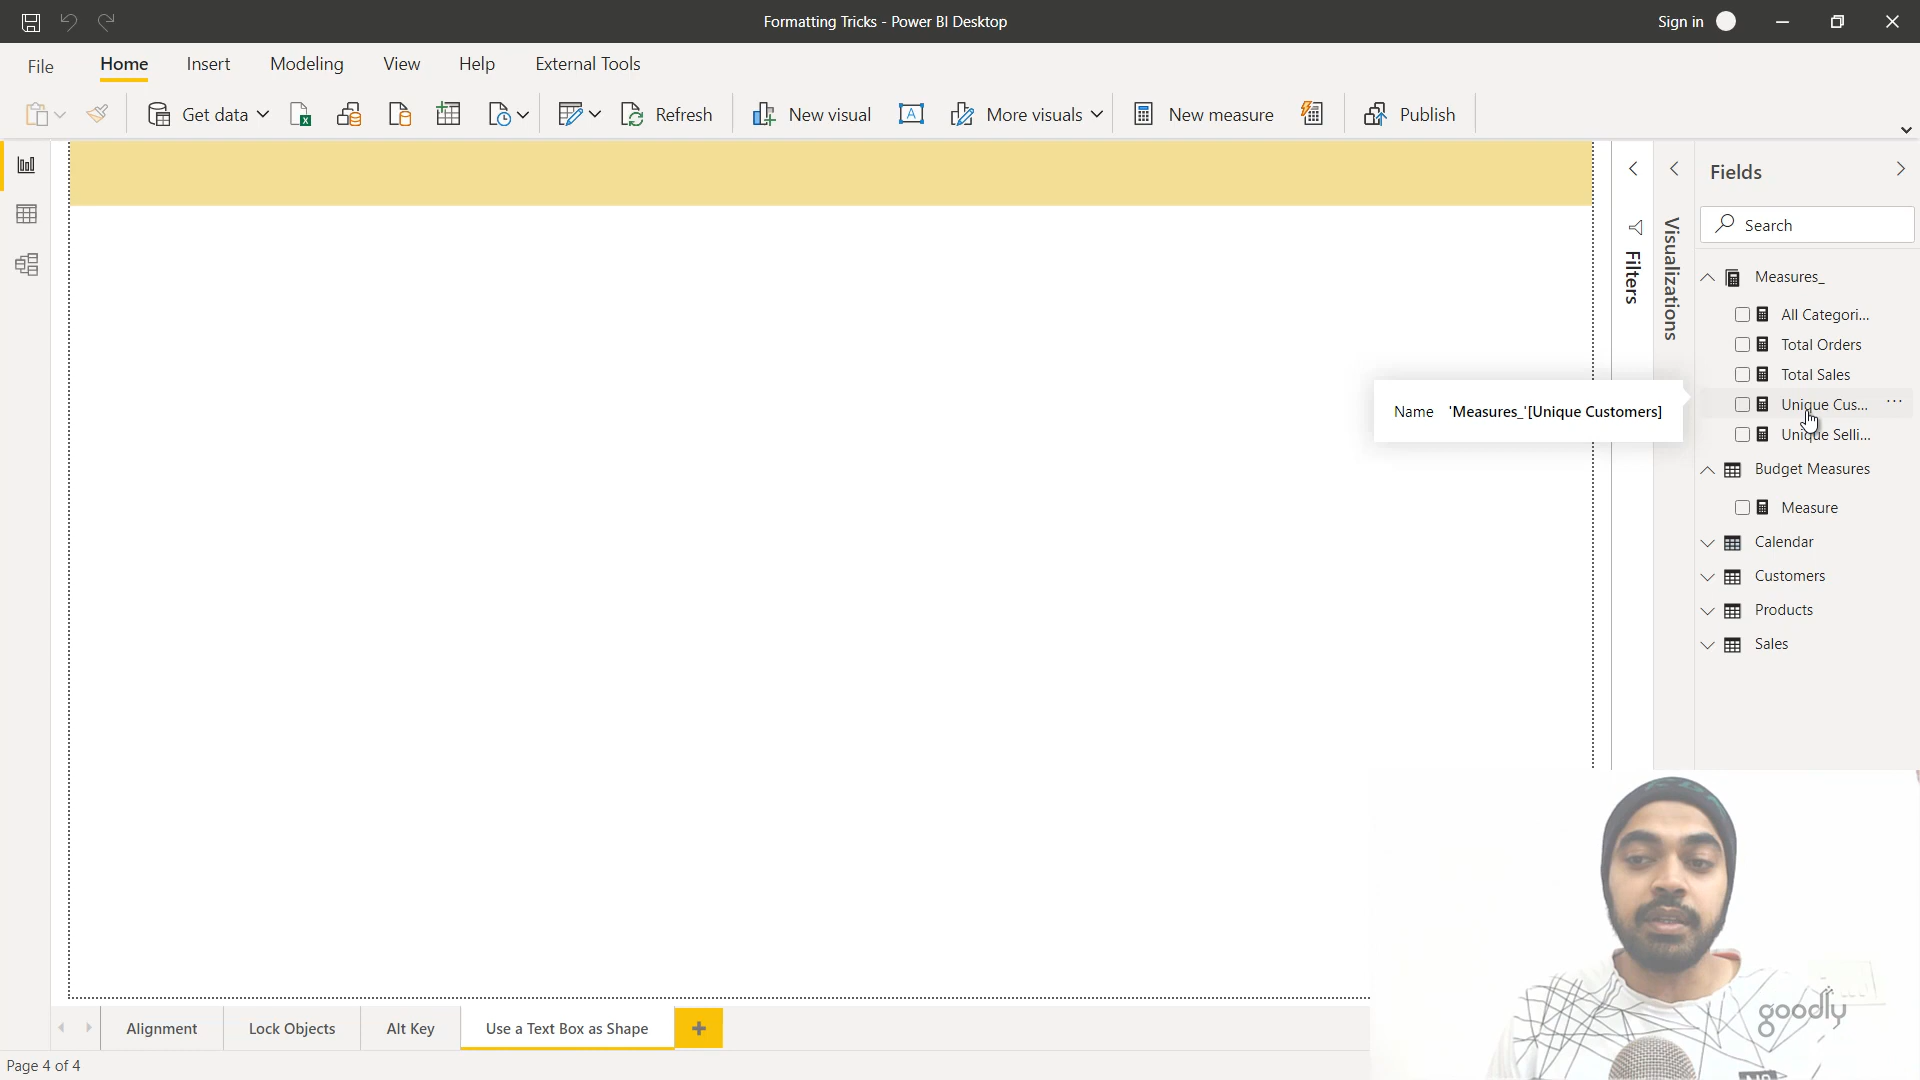 Formatting Tricks - Power BI Desktop
Sign in
File
Home
Insert
Modeling
View
Help
External Tools
Get data
Refresh
New visual
More visuals
New measure
Publish
Filters
Visualizations
Fields
Search
Measures_
All Categori...
Total Orders
Total Sales
Unique Cus...
Unique Selli...
Name 'Measures_'[Unique Customers]
Budget Measures
Measure
Calendar
Customers
Products
Sales
goodly
Alignment
Lock Objects
Alt Key
Use a Text Box as Shape
Page 4 of 4